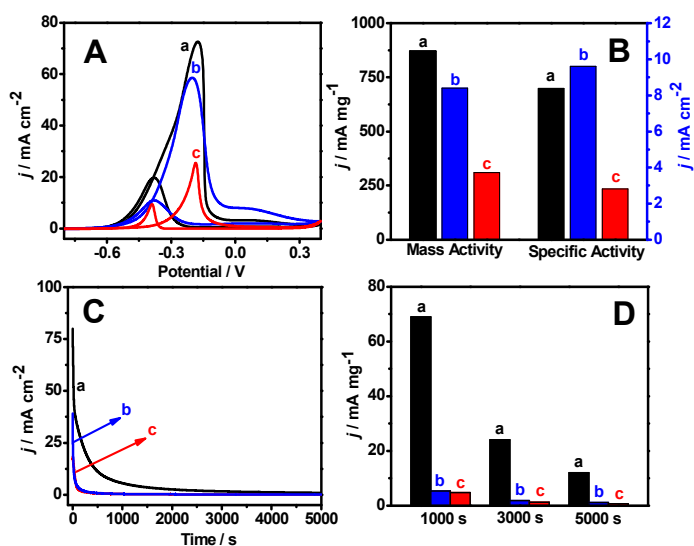 A
a
b
c
80
60
40
20
0
j / mA cm-2
-0.6 -0.3 0.0 0.3
Potential / V
B
a
b
c
a
b
c
1000
750
500
250
0
j / mA mg-1
12
10
8
6
4
2
0
j / mA cm-2
Mass Activity Specific Activity
C
a
b
c
100
75
50
25
0
j / mA cm-2
0 1000 2000 3000 4000 5000
Time / s
D
a
b c
a
b c
a
b c
80
60
40
20
0
j / mA mg-1
1000 s 3000 s 5000 s